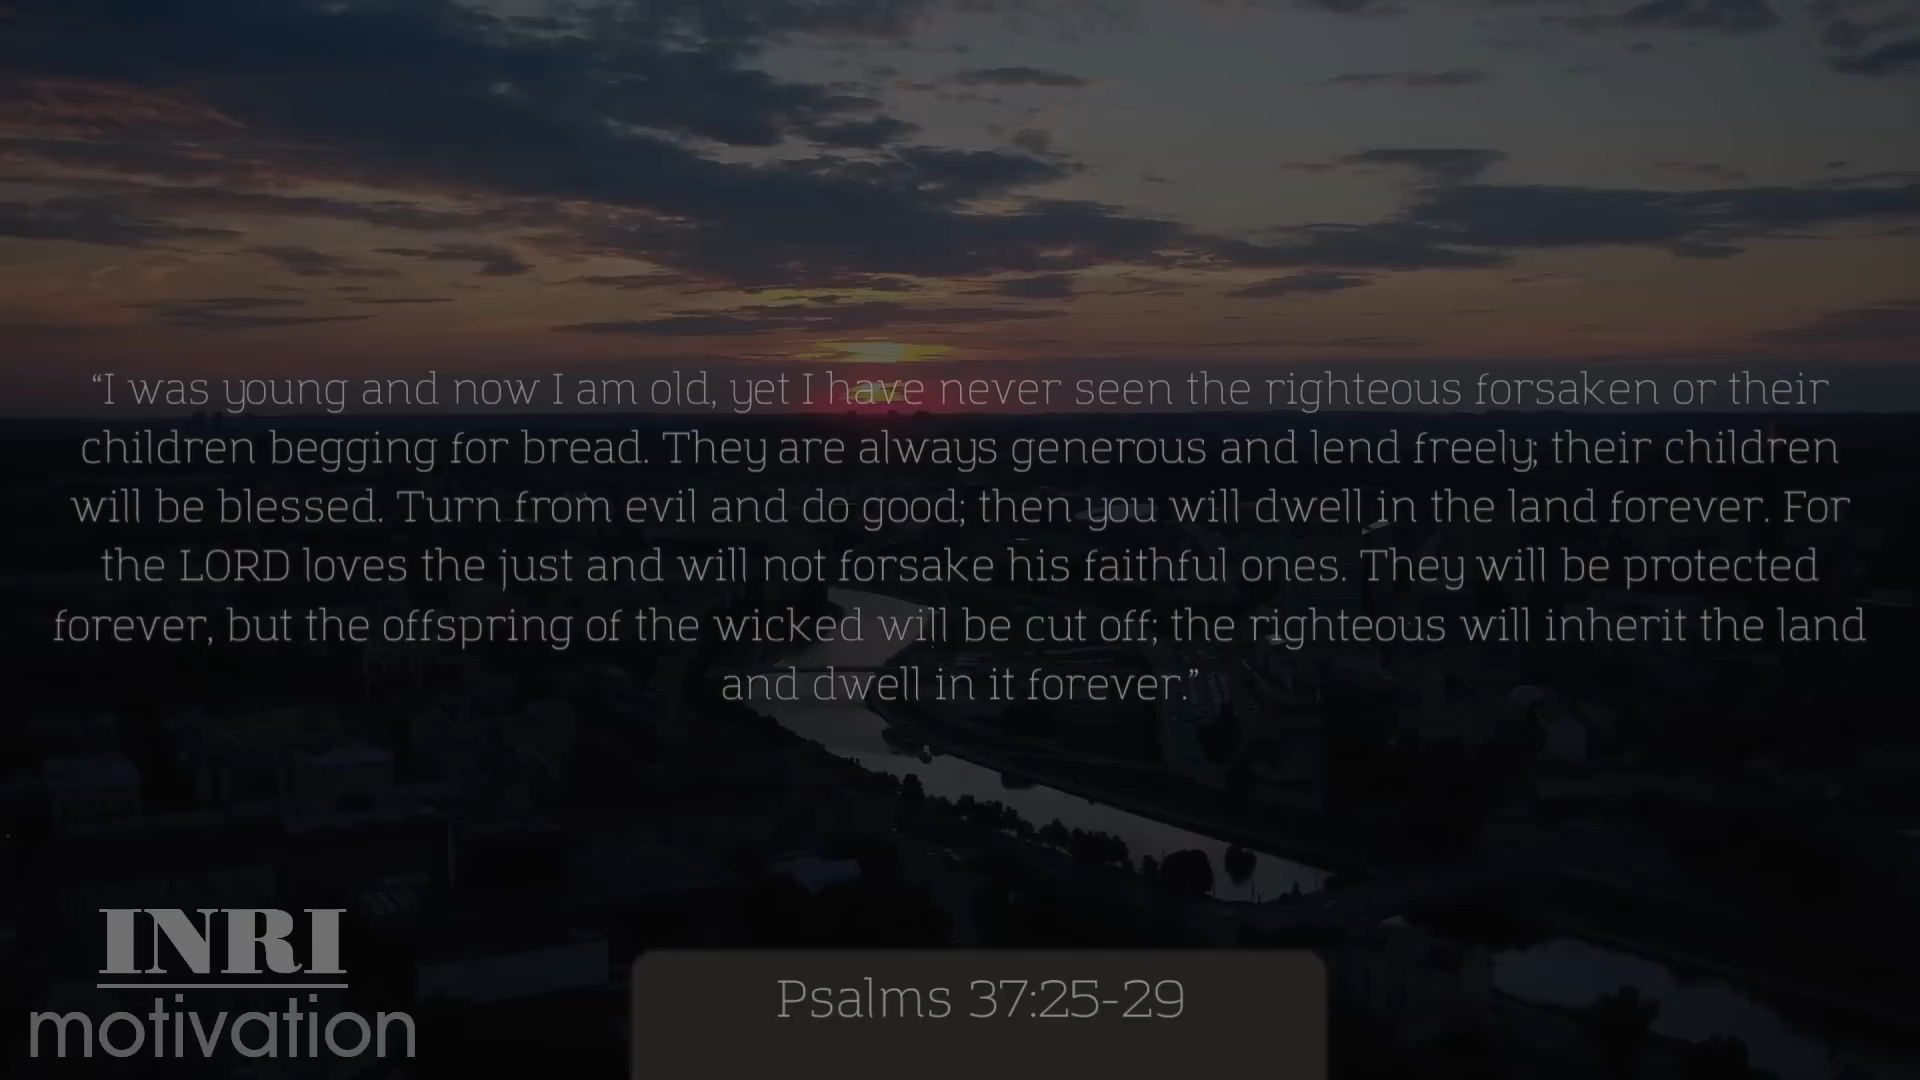 “I was young and now I am old, yet I have never seen the righteous forsaken or their
children begging for bread. They are always generous and lend freely; their children
will be blessed. Turn from evil and do good; then you will dwell in the land forever. For
the LORD loves the just and will not forsake his faithful ones. They will be protected
forever, but the offspring of the wicked will be cut off; the righteous will inherit the land
and dwell in it forever.”
INRI
motivation
Psalms 37:25-29